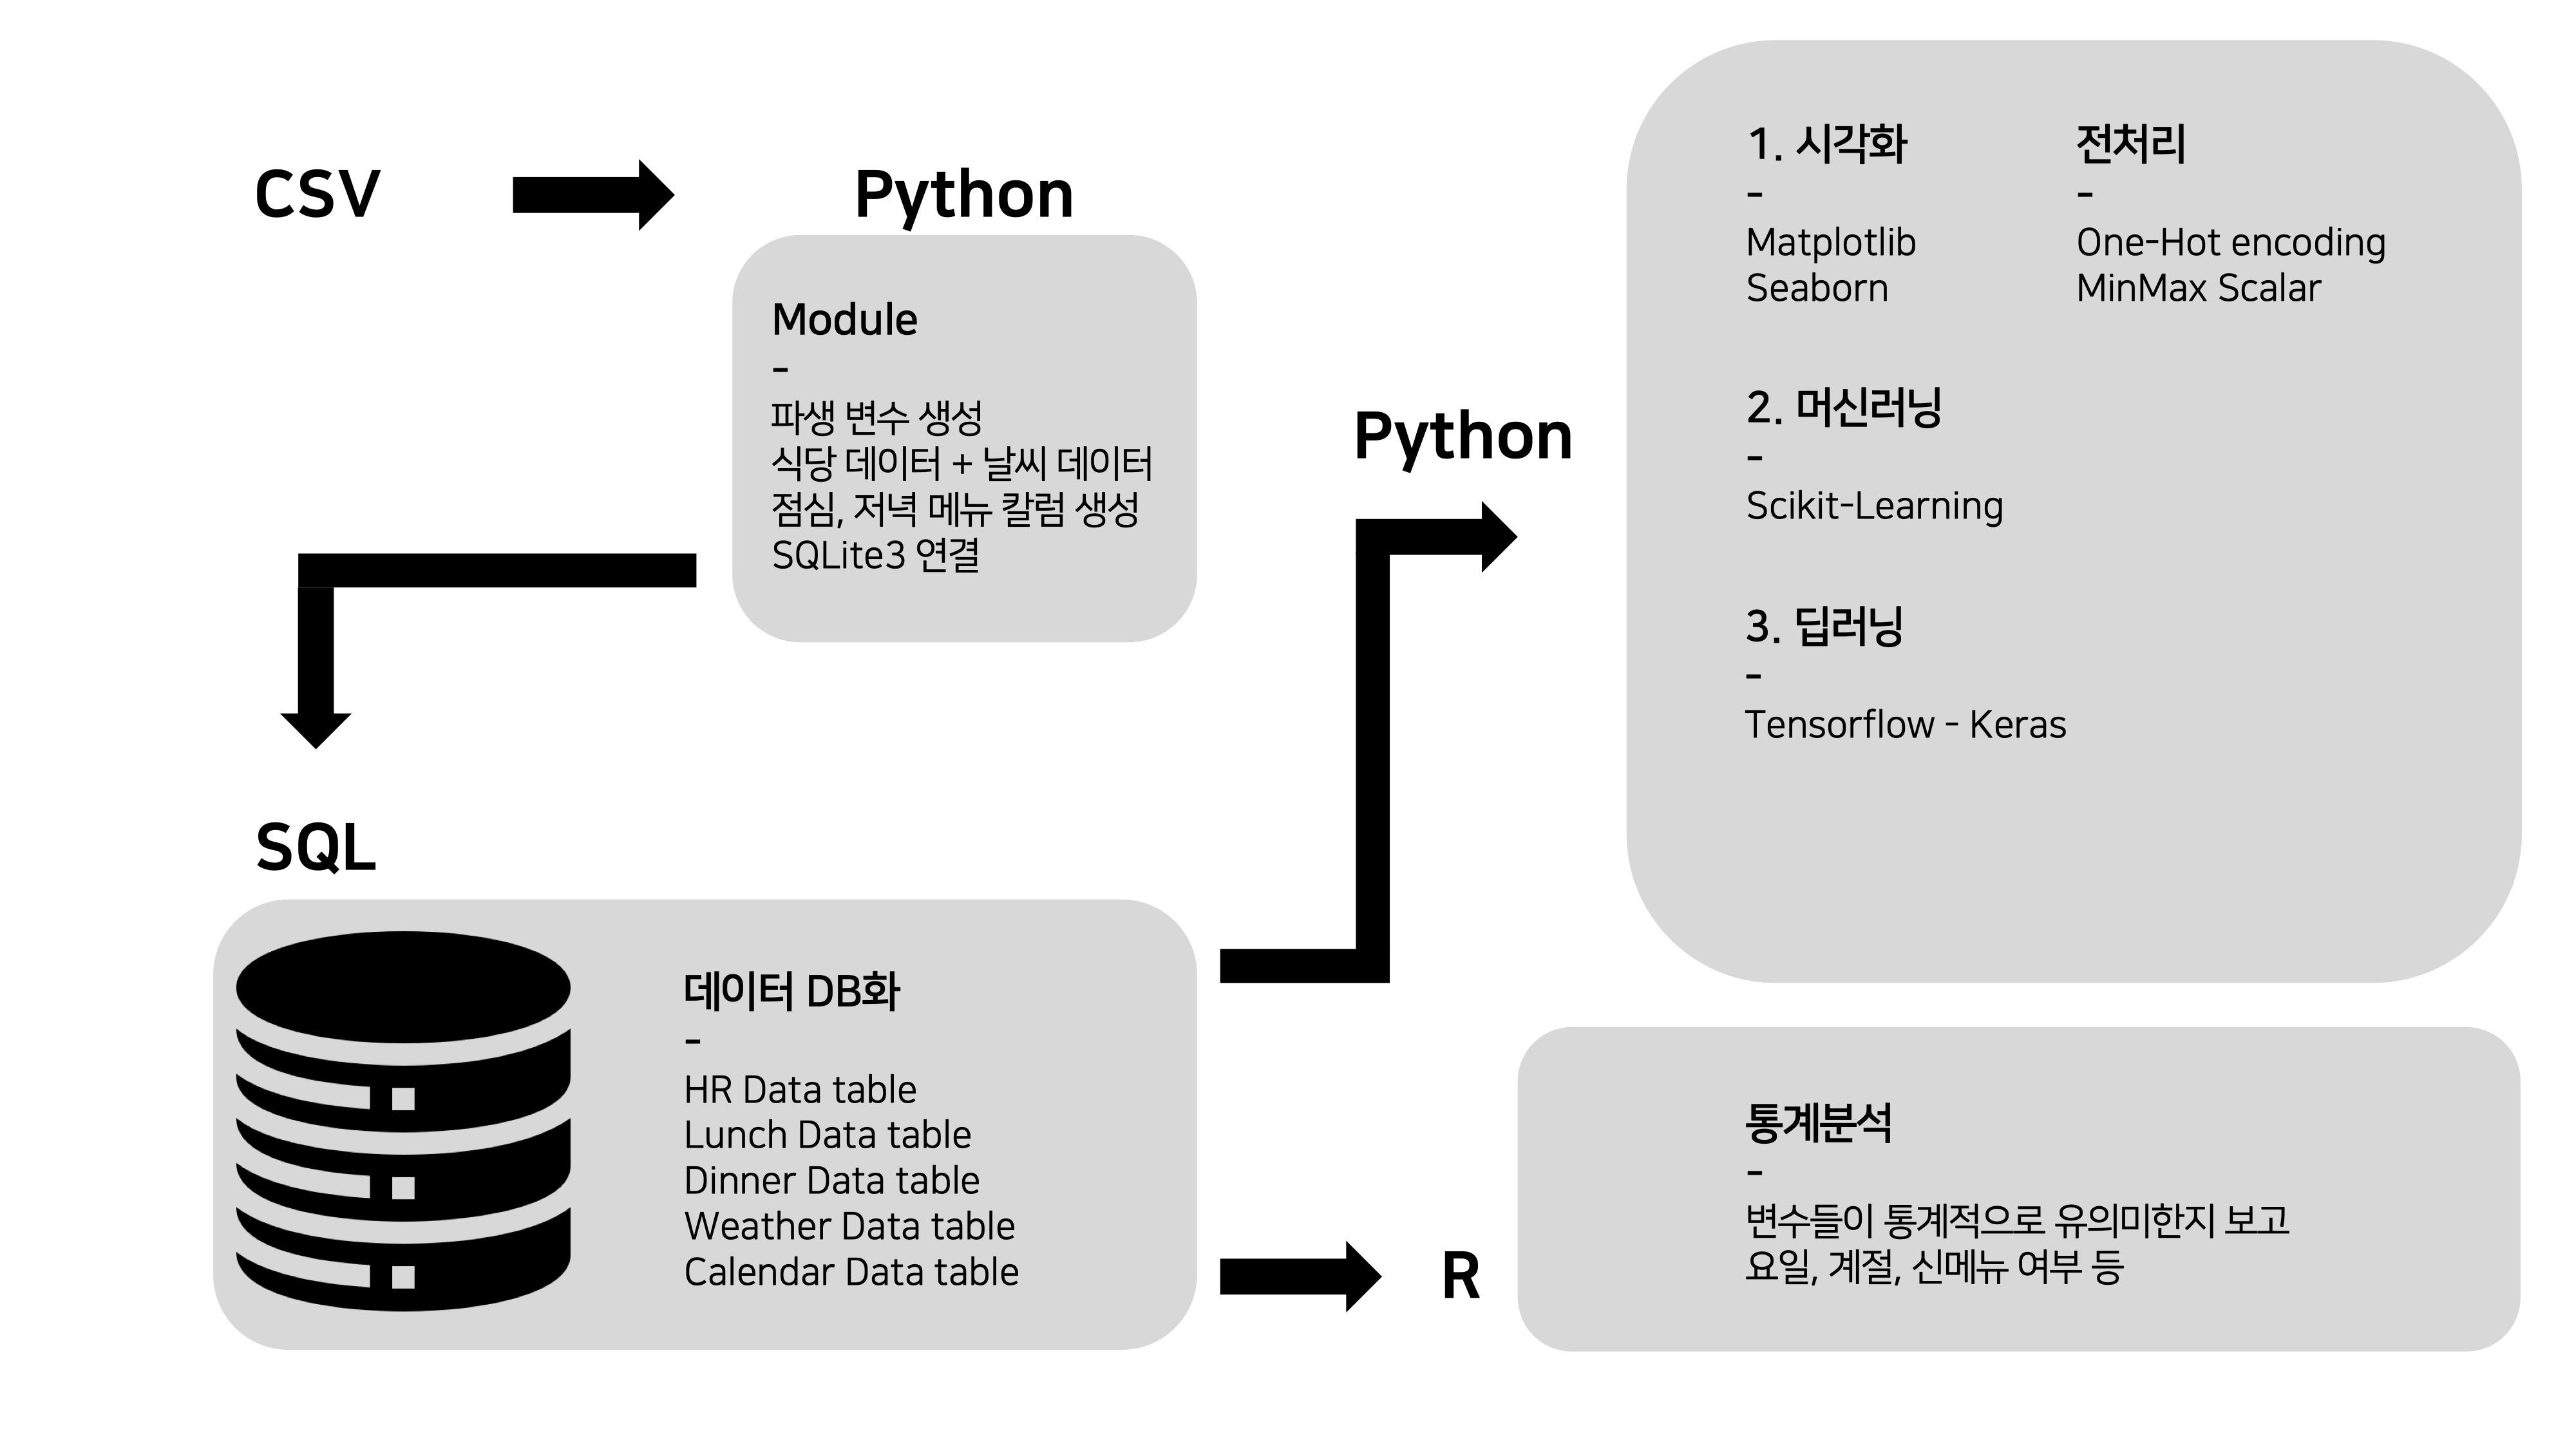 CSV
Python
Module
-
파생 변수 생성
식당 데이터 + 날씨 데이터
점심, 저녁 메뉴 칼럼 생성
SQLite3 연결
SQL
데이터 DB화
-
HR Data table
Lunch Data table
Dinner Data table
Weather Data table
Calendar Data table
Python
1. 시각화
-
Matplotlib
Seaborn
전처리
-
One-Hot encoding
MinMax Scalar
2. 머신러닝
-
Scikit-Learning
3. 딥러닝
-
Tensorflow - Keras
R
통계분석
-
변수들이 통계적으로 유의미한지 보고
요일, 계절, 신메뉴 여부 등